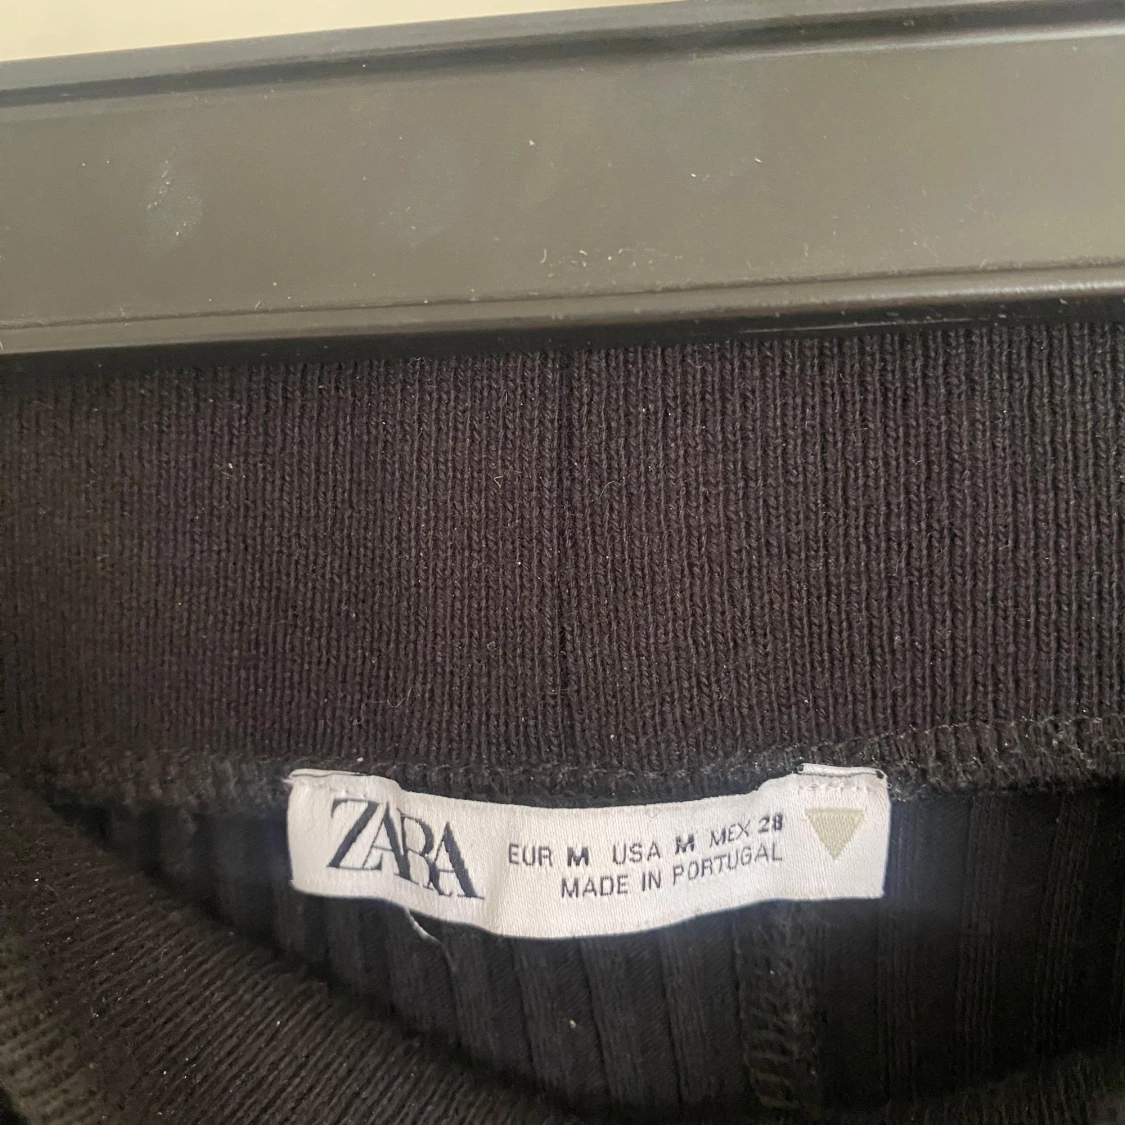 ZARA
EUR M USA M MEX 28
MADE IN PORTUGAL